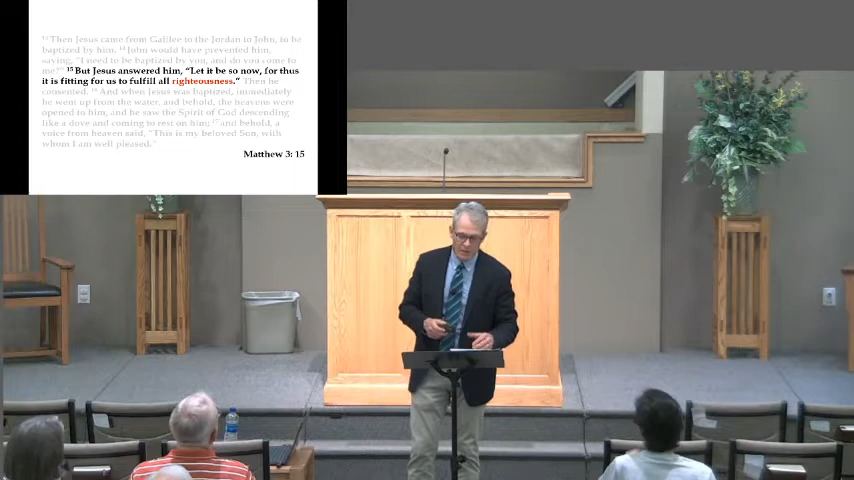 13 Then Jesus came from Galilee to the Jordan to John, to be
baptized by him. 14 John would have prevented him,
saying, "I need to be baptized by you, and do you come to
me?" 15 But Jesus answered him, "Let it be so now, for thus
it is fitting for us to fulfill all righteousness." Then he
consented. 16 And when Jesus was baptized, immediately
he went up from the water, and behold, the heavens were
opened to him, and he saw the Spirit of God descending
like a dove and coming to rest on him; 17 and behold, a
voice from heaven said, "This is my beloved Son, with
whom I am well pleased."
Matthew 3: 15